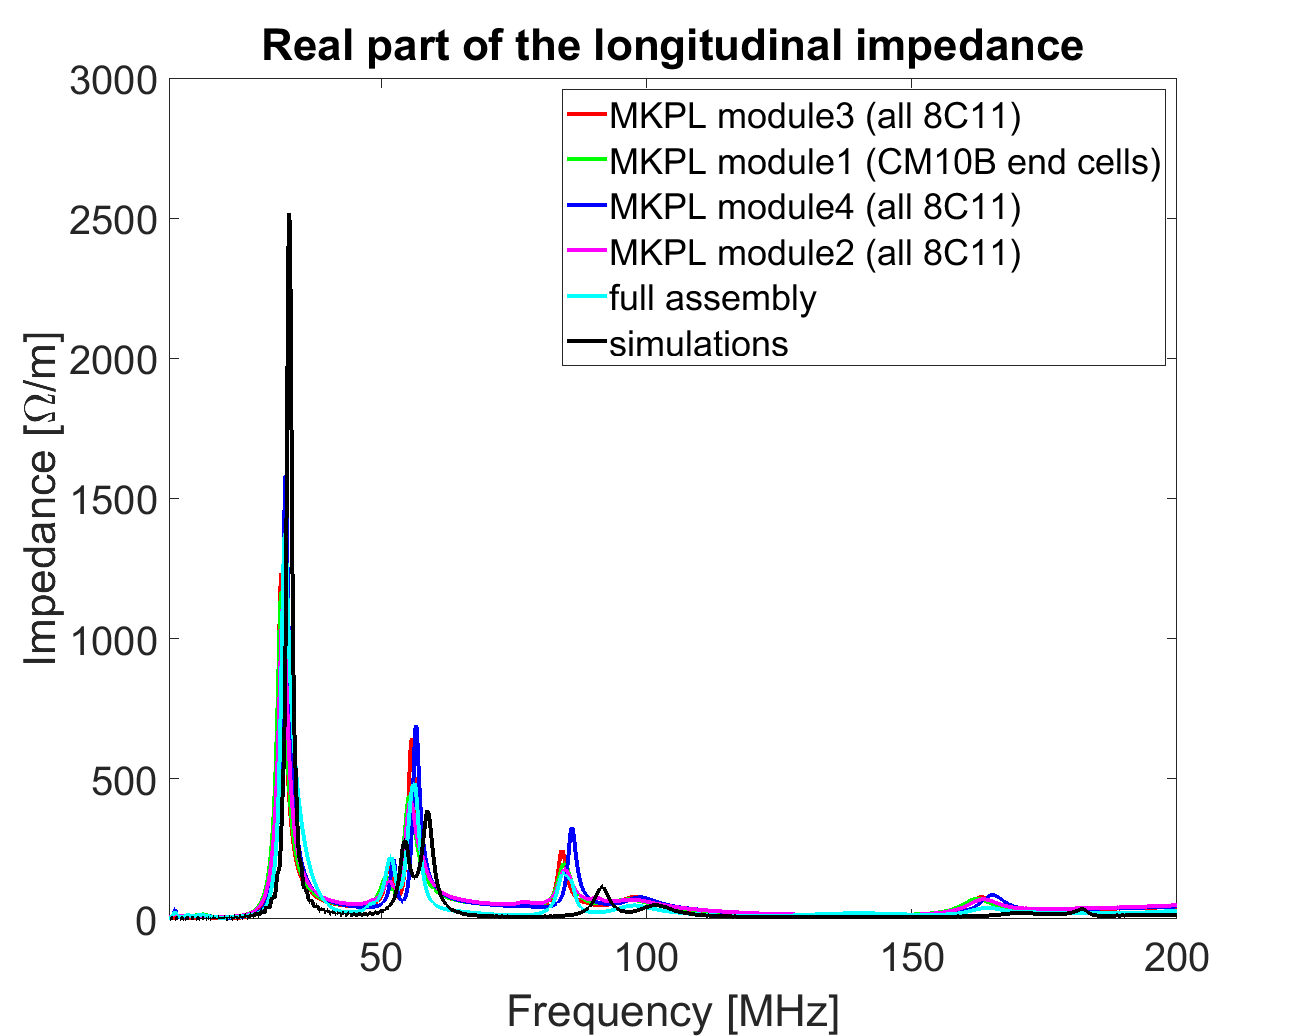 Real part of the longitudinal impedance
3000
2500
2000
1500
1000
500
0
Impedance [Ω/m]
MKPL module3 (all 8C11)
MKPL module1 (CM10B end cells)
MKPL module4 (all 8C11)
MKPL module2 (all 8C11)
full assembly
simulations
50
100
150
200
Frequency [MHz]